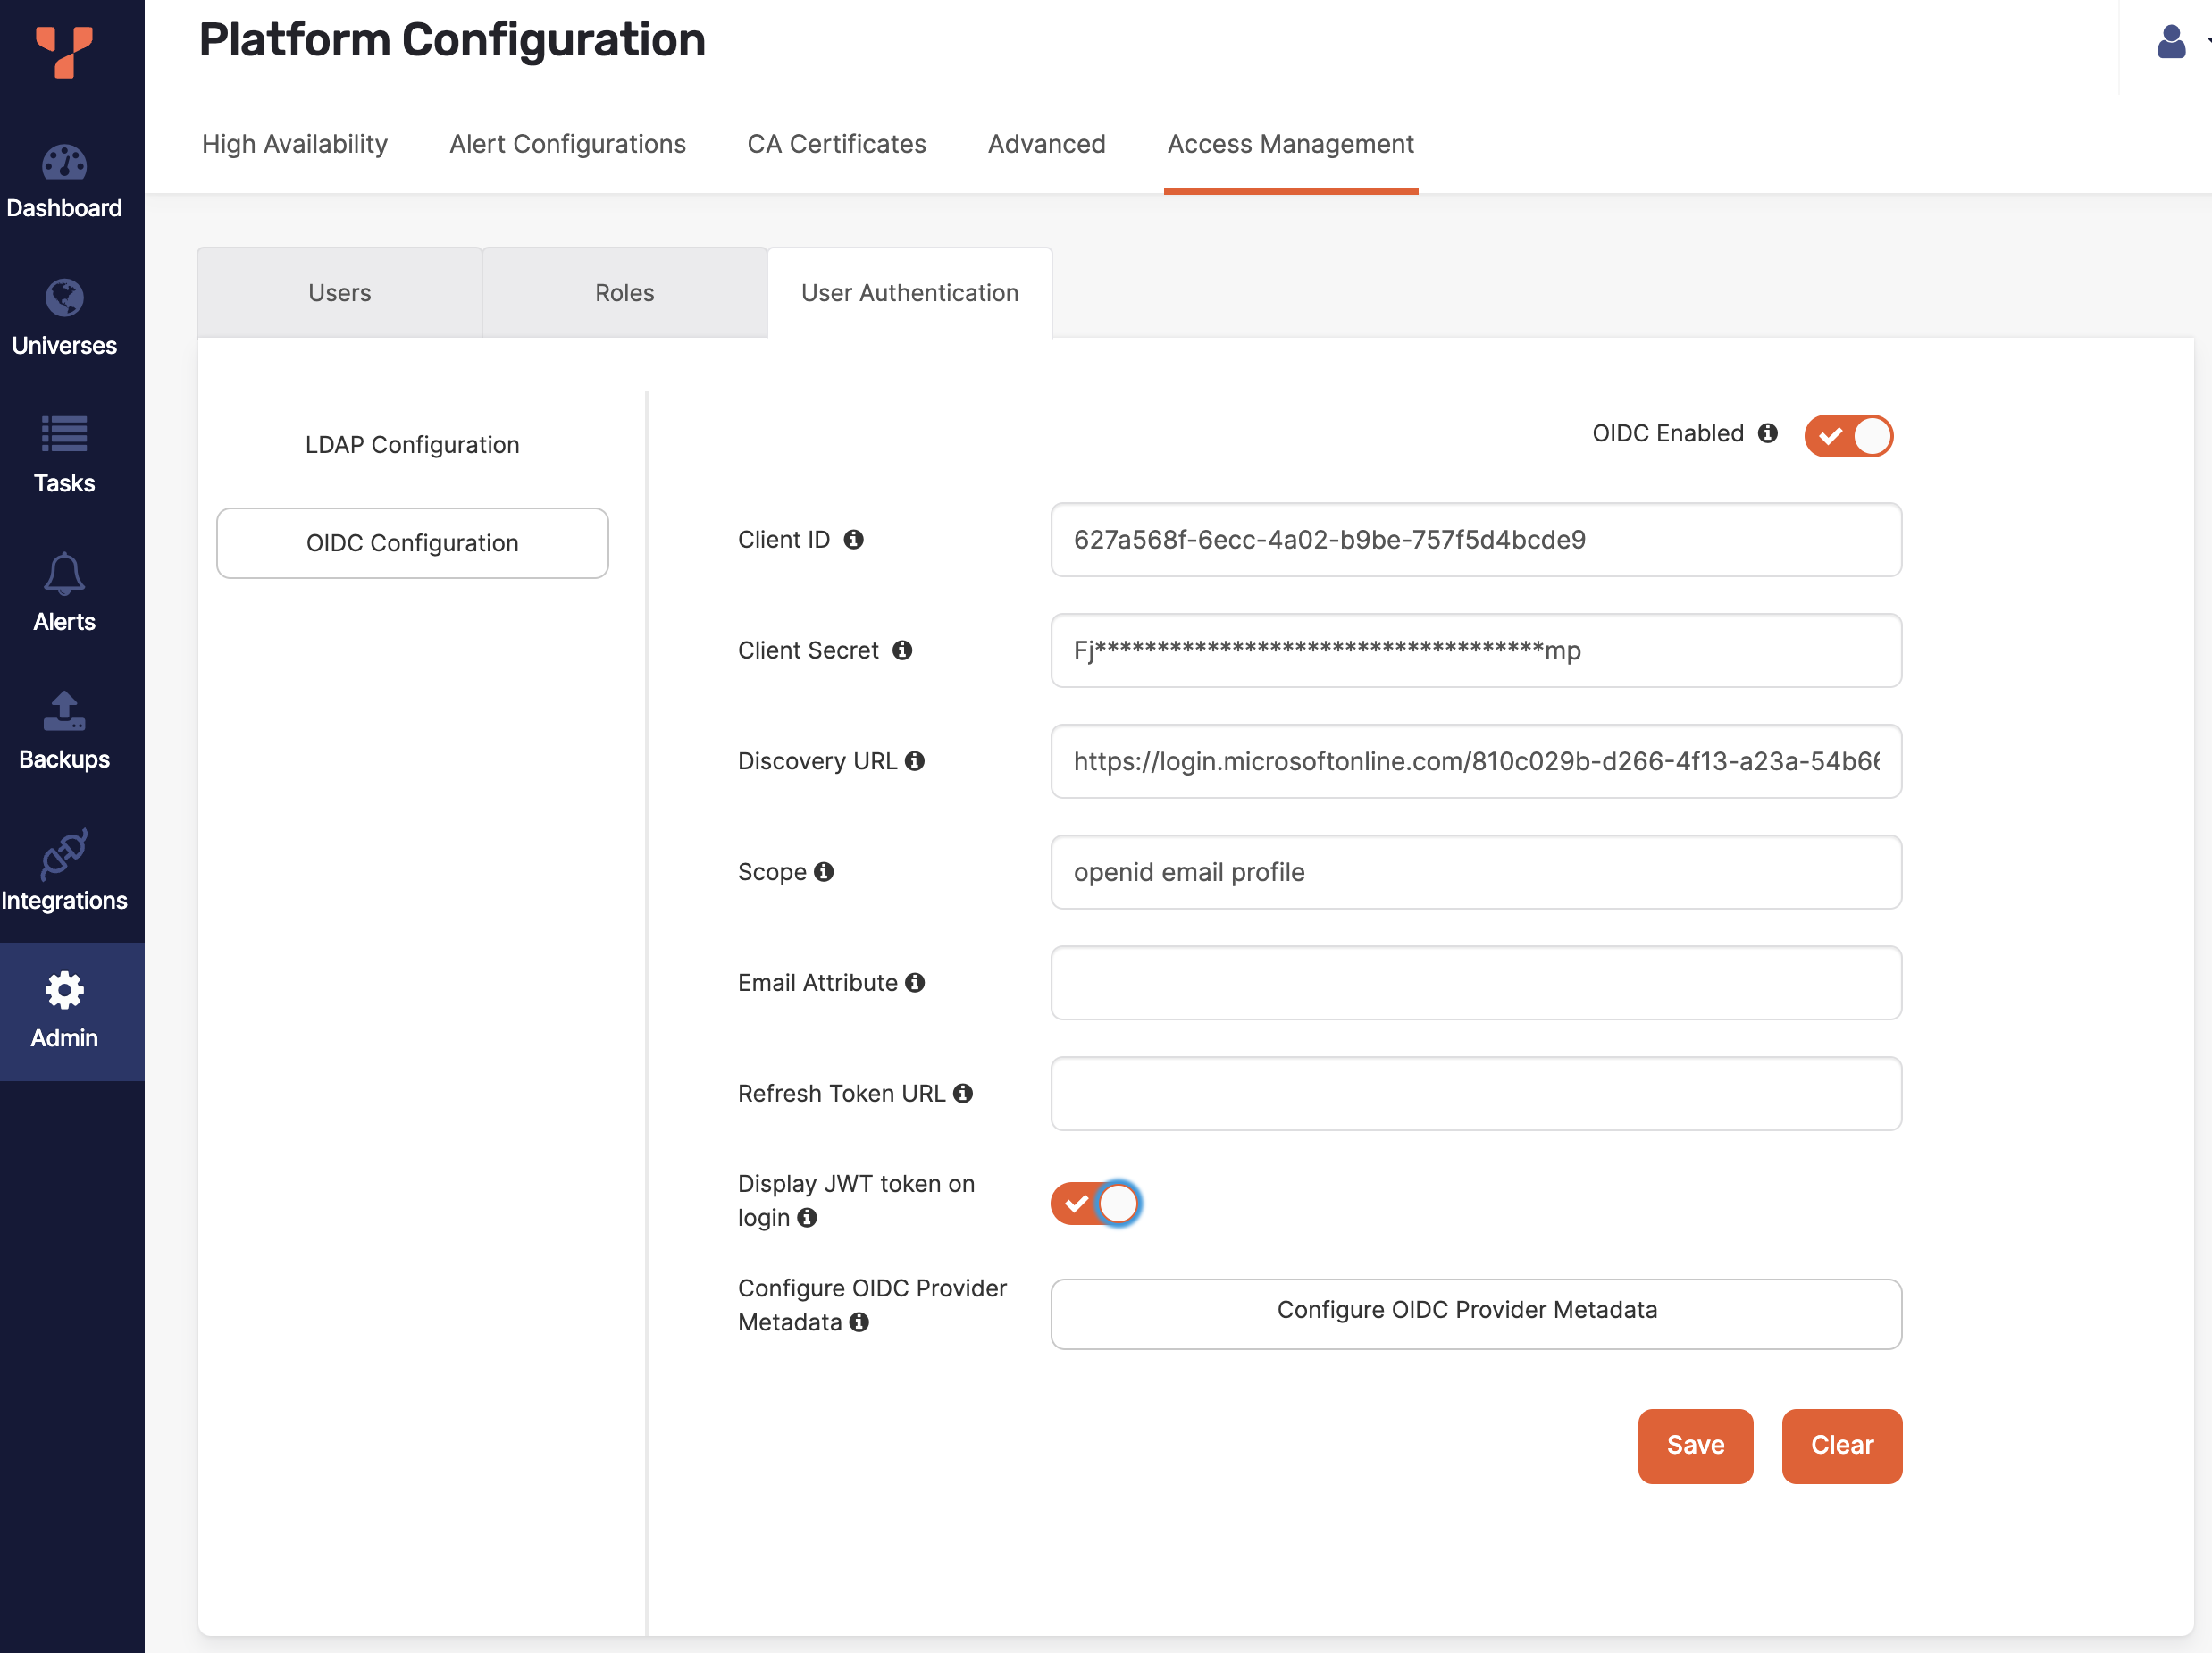 Platform Configuration
High Availability
Alert Configurations
CA Certificates
Advanced
Access Management
Dashboard
Universes
Tasks
Alerts
Backups
Integrations
Admin
Users
Roles
User Authentication
LDAP Configuration
OIDC Configuration
OIDC Enabled
Client ID
627a568f-6ecc-4a02-b9be-757f5d4bcde9
Client Secret
Fj************************************mp
Discovery URL
https://login.microsoftonline.com/810c029b-d266-4f13-a23a-54b66
Scope
openid email profile
Email Attribute
Refresh Token URL
Display JWT token on
login
Configure OIDC Provider
Metadata
Configure OIDC Provider Metadata
Save
Clear